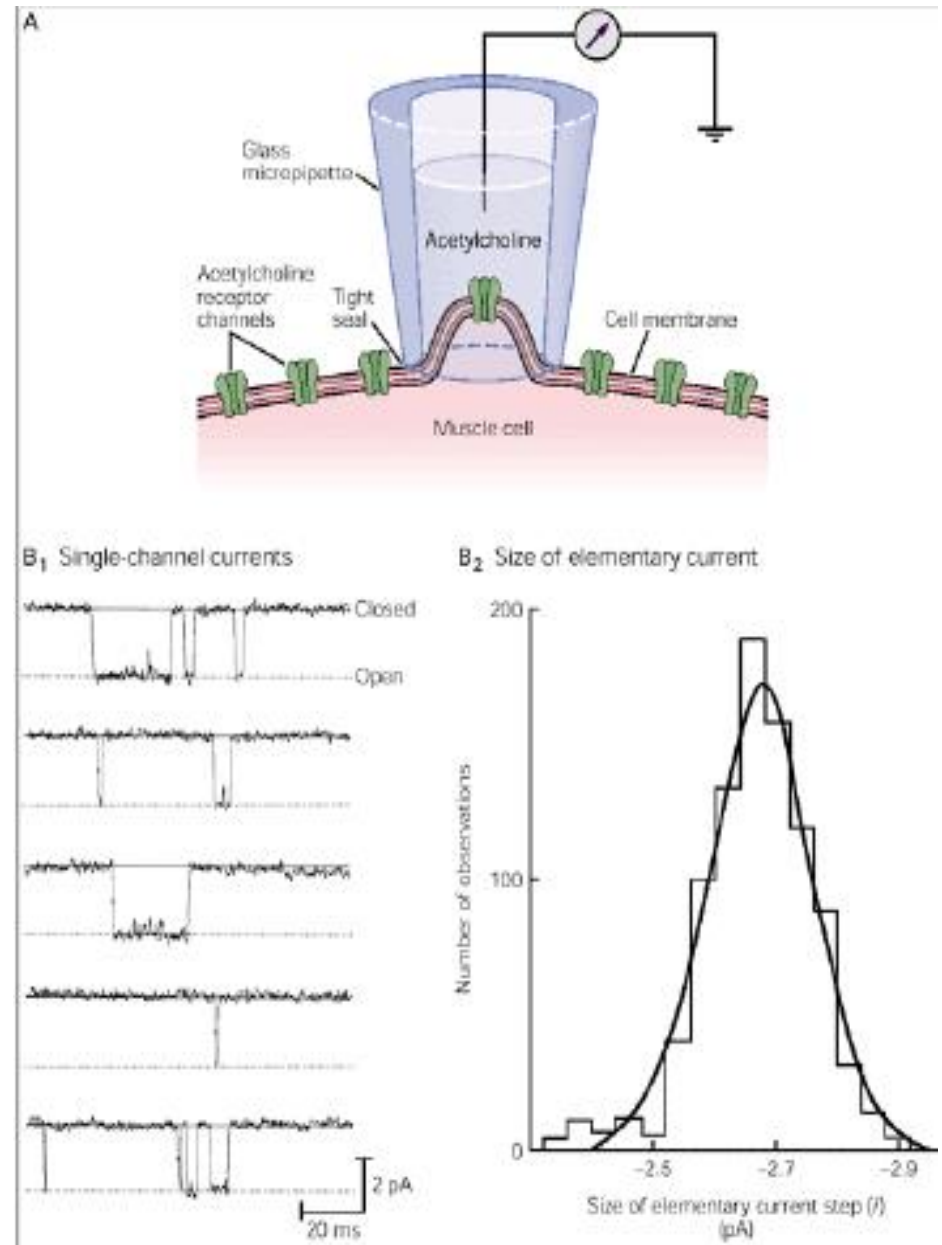 A
Glass
micropipette
Acetylcholine
Acetylcholine
receptor
channels
Tight
seal
Cell membrane
Muscle cell
B1 Single-channel currents
Closed
Open
2 pA
20 ms
B2 Size of elementary current
200
Number of observations
100
0
-2.5
-2.7
-2.9
Size of elementary current step (i)
(pA)